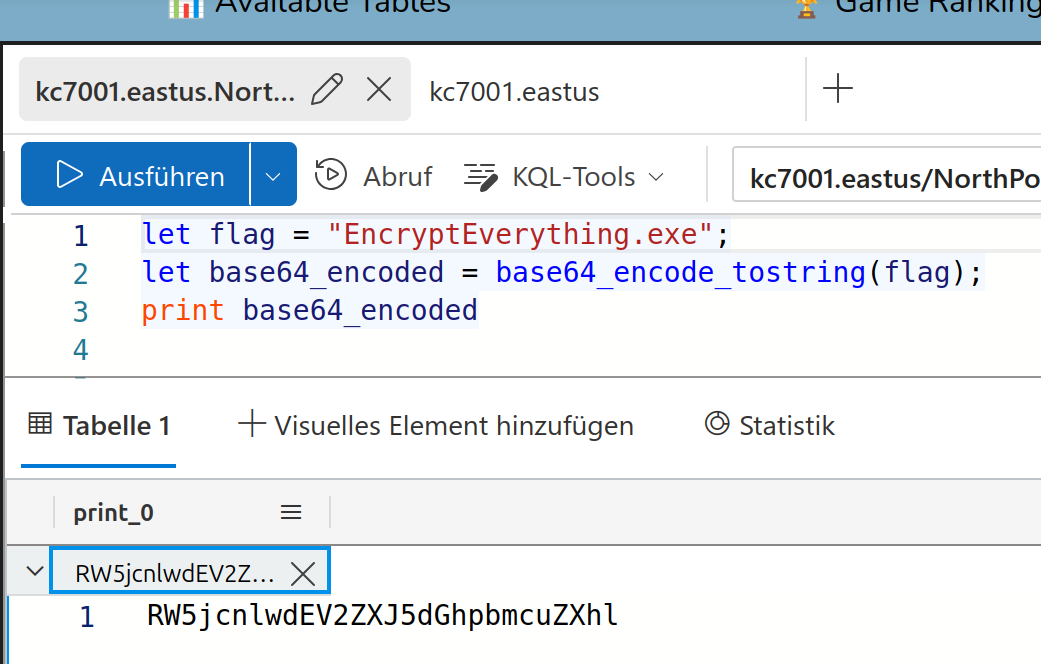 Available Tables
Game Ranking
kc7001.eastus.Nort...
kc7001.eastus
Ausführen
Abruf
KQL-Tools
kc7001.eastus/NorthPo
1 let flag = "EncryptEverything.exe";
2 let base64_encoded = base64_encode_tostring(flag);
3 print base64_encoded
4
Tabelle 1
Visuelles Element hinzufügen
Statistik
print_0
RW5jcnlwdEV2Z...
1 RW5jcnlwdEV2ZXJ5dGhpbmcuZXhl